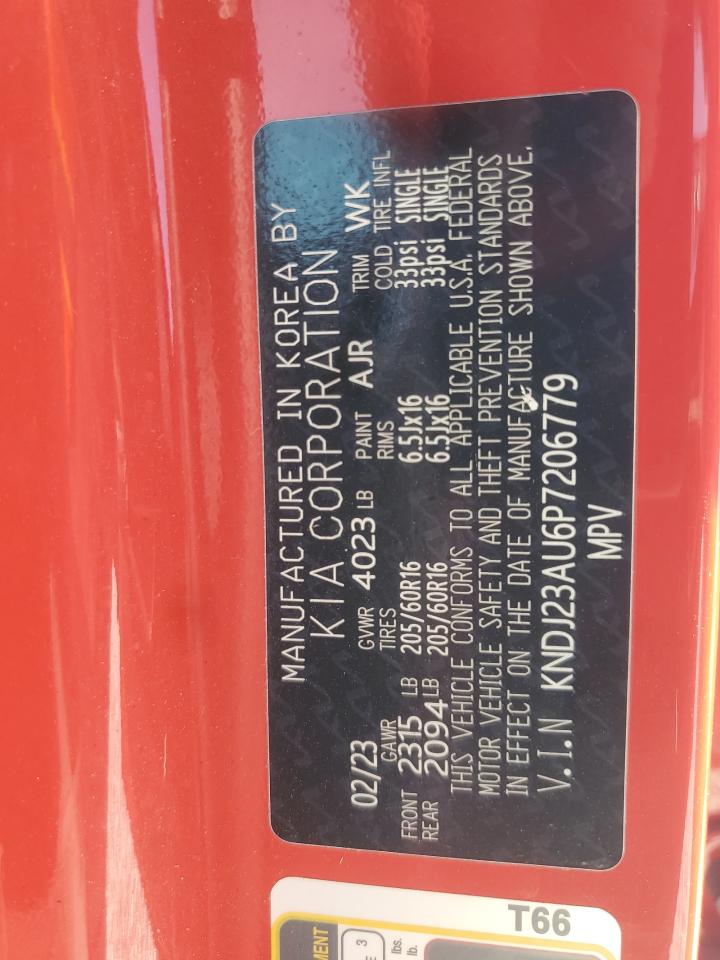 MANUFACTURED IN KOREA BY
KIA CORPORATION
02/23 GVWR 4023 LB PAINT AJR TRIM WK
GAWR TIRES RIMS COLD TIRE INFL
FRONT 2315 LB 205/60R16 6.5Jx16 33psi SINGLE
REAR 2094 LB 205/60R16 6.5Jx16 33psi SINGLE
THIS VEHICLE CONFORMS TO ALL APPLICABLE U.S.A. FEDERAL
MOTOR VEHICLE SAFETY AND THEFT PREVENTION STANDARDS
IN EFFECT ON THE DATE OF MANUFACTURE SHOWN ABOVE.
V.I.N KNDJ23AU6P7206779
MPV
T66
3
lbs.
lb.